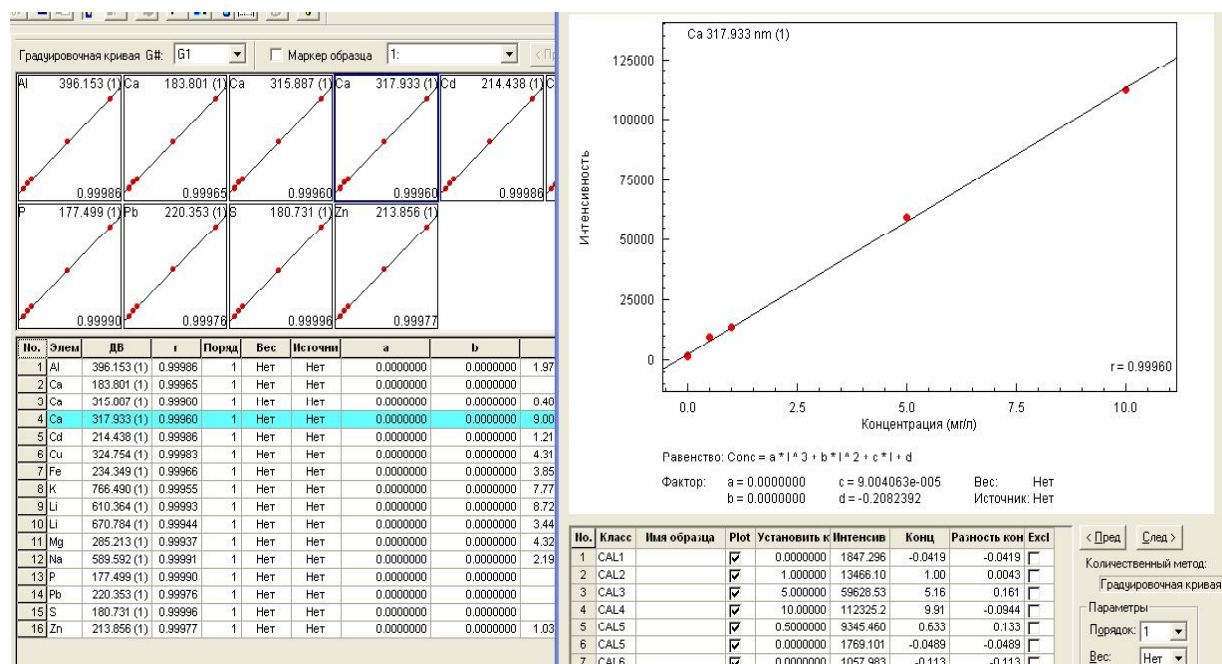 Градуировочная кривая G#: G1 Маркер образца 1:
Al 396.153 (1) Ca 183.801 (1) Ca 315.887 (1) Ca 317.933 (1) Cd 214.438 (1)
0.99986 0.99965 0.99960 0.99960 0.99986
P 177.499 (1) Pb 220.353 (1) S 180.731 (1) Zn 213.856 (1)
0.99990 0.99976 0.99996 0.99977
No. Элем ДВ r Поряд Вес Источни a b
1 Al 396.153 (1) 0.99986 1 Нет Нет 0.0000000 0.0000000 1.97
2 Ca 183.801 (1) 0.99965 1 Нет Нет 0.0000000 0.0000000
3 Ca 315.887 (1) 0.99960 1 Нет Нет 0.0000000 0.0000000 0.40
4 Ca 317.933 (1) 0.99960 1 Нет Нет 0.0000000 0.0000000 9.00
5 Cd 214.438 (1) 0.99986 1 Нет Нет 0.0000000 0.0000000 1.21
6 Cu 324.754 (1) 0.99983 1 Нет Нет 0.0000000 0.0000000 4.31
7 Fe 234.349 (1) 0.99966 1 Нет Нет 0.0000000 0.0000000 3.85
8 K 766.490 (1) 0.99955 1 Нет Нет 0.0000000 0.0000000 7.77
9 Li 610.364 (1) 0.99993 1 Нет Нет 0.0000000 0.0000000 8.72
10 Li 670.784 (1) 0.99944 1 Нет Нет 0.0000000 0.0000000 3.44
11 Mg 285.213 (1) 0.99937 1 Нет Нет 0.0000000 0.0000000 4.32
12 Na 589.592 (1) 0.99991 1 Нет Нет 0.0000000 0.0000000 2.19
13 P 177.499 (1) 0.99990 1 Нет Нет 0.0000000 0.0000000
14 Pb 220.353 (1) 0.99976 1 Нет Нет 0.0000000 0.0000000
15 S 180.731 (1) 0.99996 1 Нет Нет 0.0000000 0.0000000
16 Zn 213.856 (1) 0.99977 1 Нет Нет 0.0000000 0.0000000 1.03
Ca 317.933 nm (1)
125000
100000
75000
50000
25000
0
Интенсивность
r = 0.99960
0.0 2.5 5.0 7.5 10.0
Концентрация (мг/л)
Равенство: Conc = a * I ^ 3 + b * I ^ 2 + c * I + d
Фактор: a = 0.0000000 c = 9.004063e-005 Вес: Нет
b = 0.0000000 d = -0.2082392 Источник: Нет
No. Класс Имя образца Plot Установить к Интенсив Конц Разность кон Excl
1 CAL1 0.0000000 1847.296 -0.0419 -0.0419
2 CAL2 1.000000 13466.10 1.00 0.0043
3 CAL3 5.000000 59628.53 5.16 0.161
4 CAL4 10.00000 112325.2 9.91 -0.0944
5 CAL5 0.5000000 9345.460 0.633 0.133
6 CAL5 0.0000000 1769.101 -0.0489 -0.0489
7 CAL6 0.0000000 1057.983 -0.113 -0.113
< Пред След >
Количественный метод:
Градуировочная кривая
Параметры
Порядок: 1
Вес: Нет